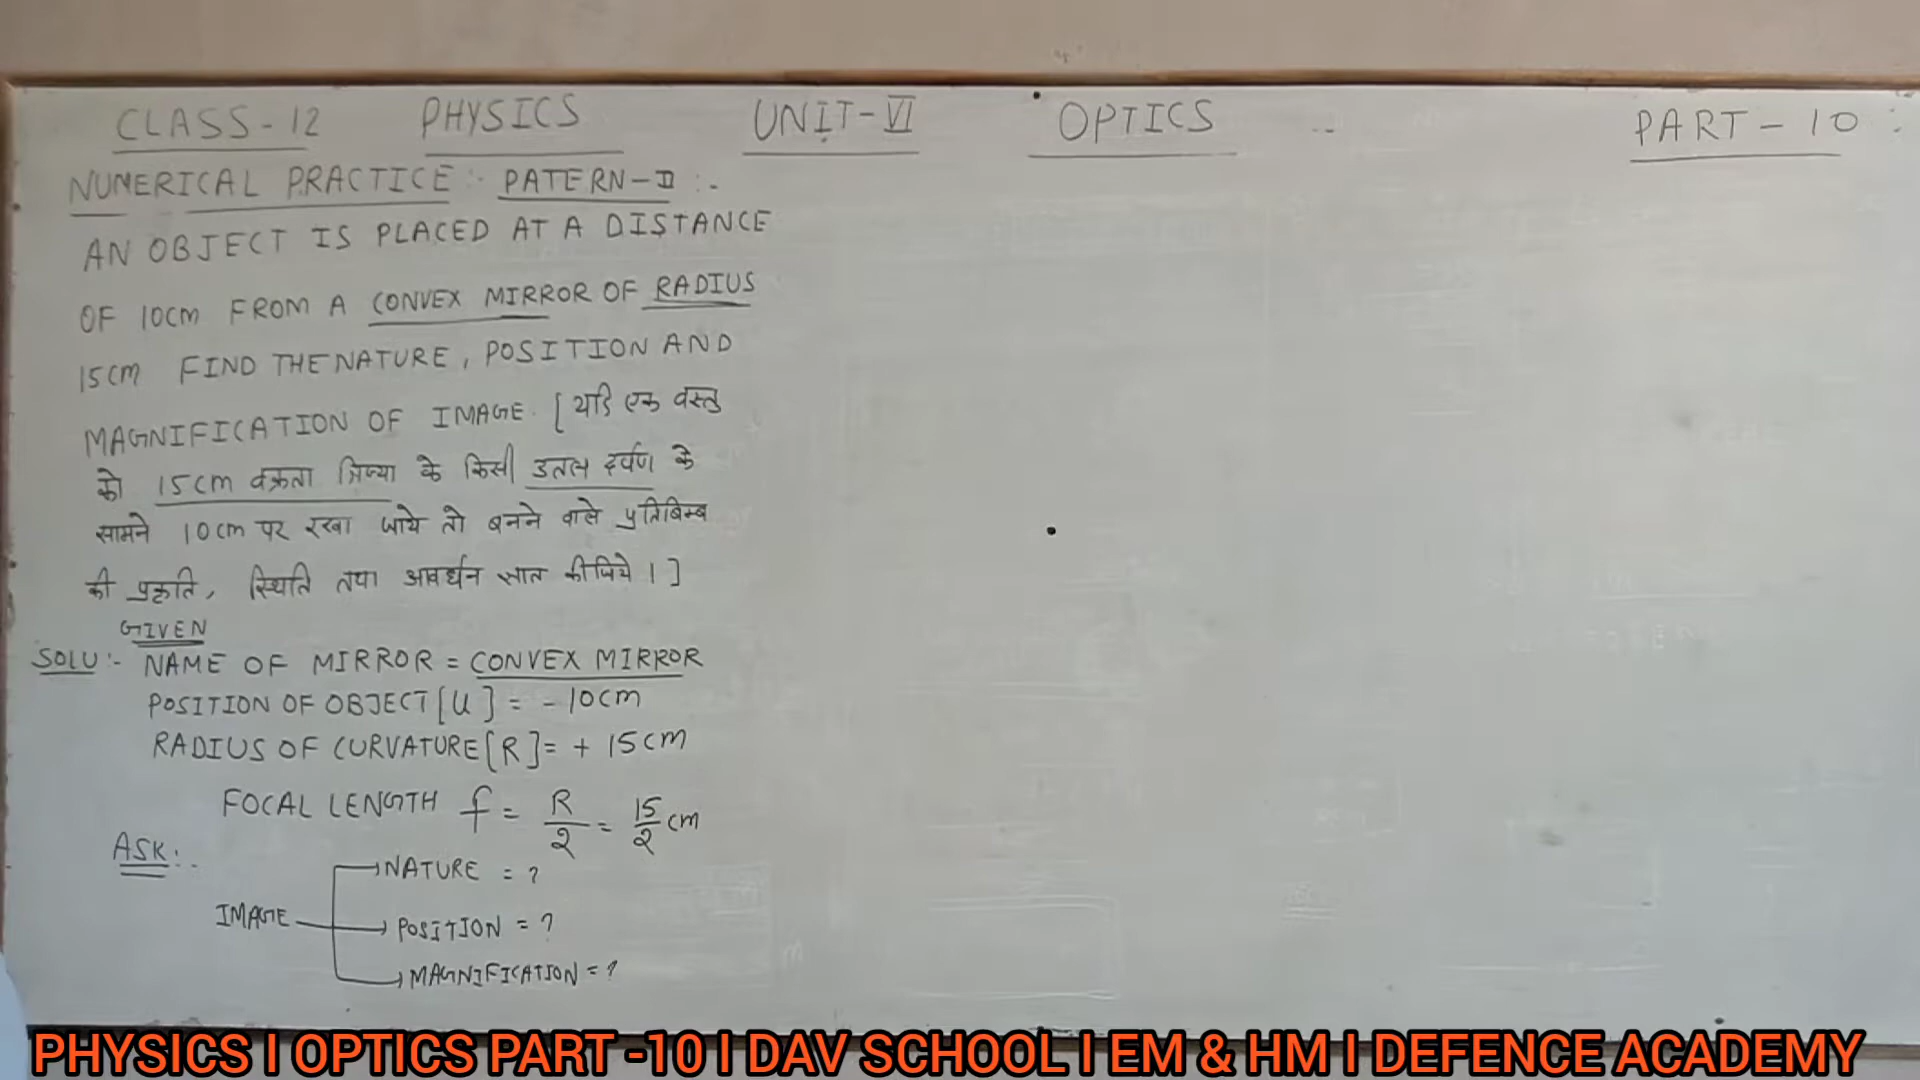 CLASS-12 PHYSICS UNIT-VI OPTICS PART-10:
NUMERICAL PRACTICE:- PATERN-II:-
AN OBJECT IS PLACED AT A DISTANCE
OF 10CM FROM A CONVEX MIRROR OF RADIUS
15CM FIND THE NATURE, POSITION AND
MAGNIFICATION OF IMAGE. [यदि एक वस्तु
को 15cm वक्रता त्रिज्या के किसी उतल दर्पण के
सामने 10cm पर रखा जाये तो बनने वाले प्रतिबिम्ब
की प्रकृति, स्थिति तथा आवर्धन ज्ञात कीजिये।]
GIVEN
SOLU:- NAME OF MIRROR = CONVEX MIRROR
POSITION OF OBJECT [U] = - 10CM
RADIUS OF CURVATURE [R] = + 15CM
FOCAL LENGTH f = R/2 = 15/2 cm
ASK:-
NATURE = ?
IMAGE POSITION = ?
MAGNIFICATION = ?
PHYSICS I OPTICS PART -10 I DAV SCHOOL I EM & HM I DEFENCE ACADEMY